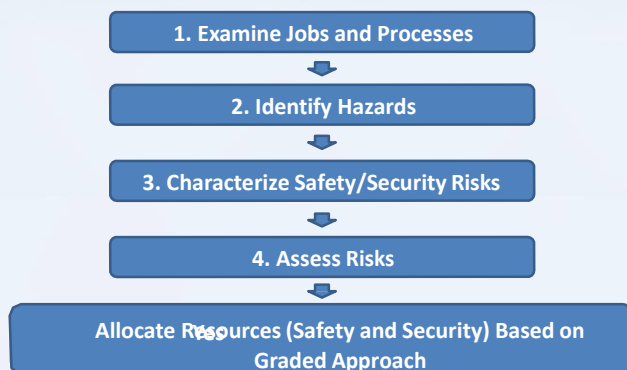 1. Examine Jobs and Processes
2. Identify Hazards
3. Characterize Safety/Security Risks
4. Assess Risks
Allocate Resources (Safety and Security) Based on
Yes
Graded Approach